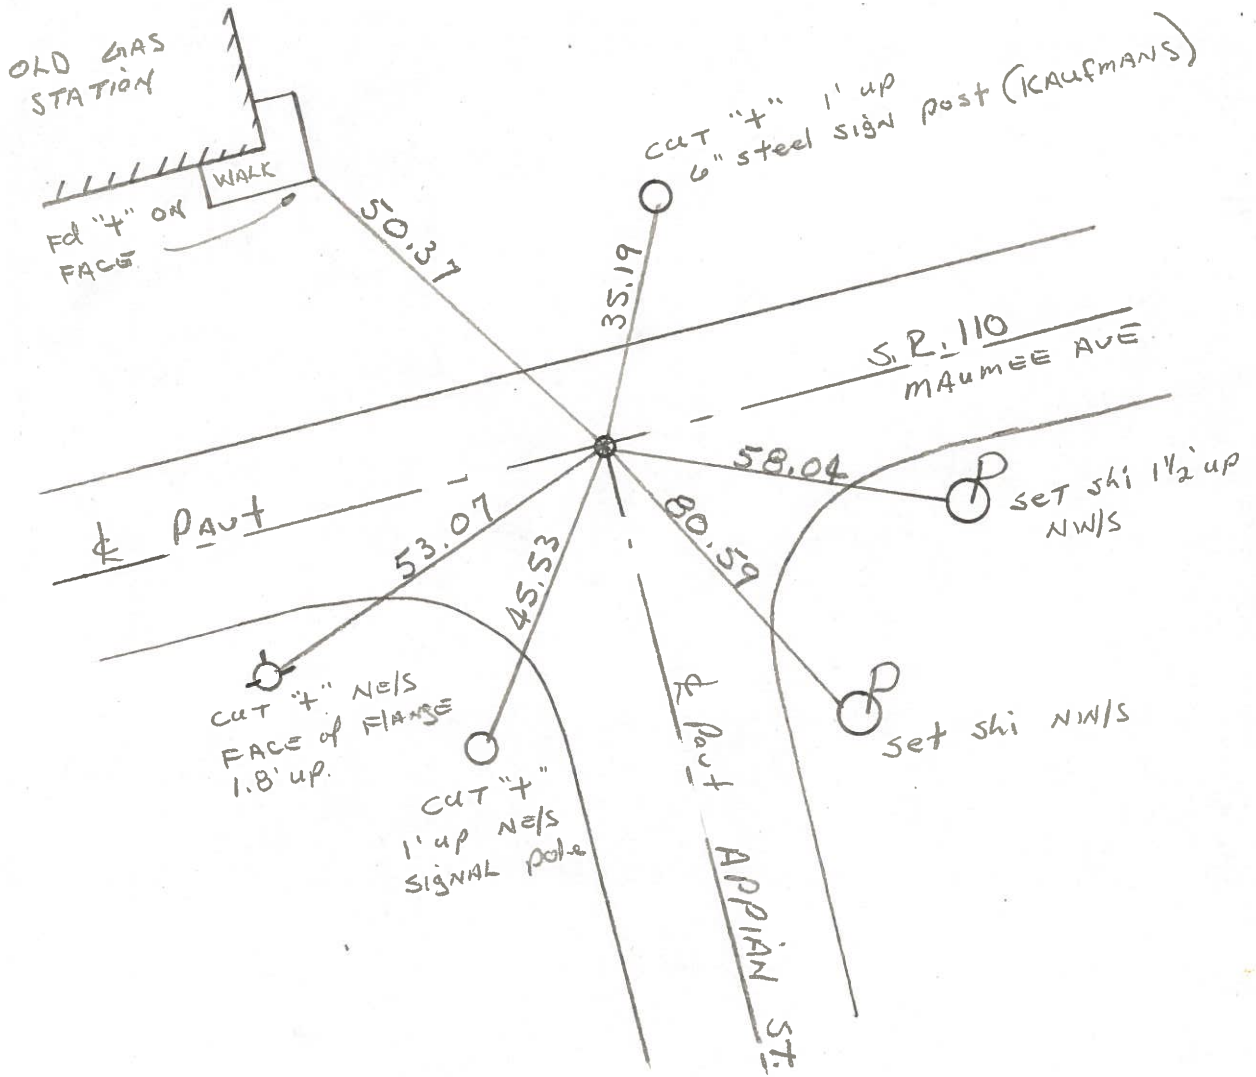 OLD GAS
STATION
WALK
Fd "+" ON
FACE
50.37
CUT "+" 1' up
6" steel sign post (KAufmANS)
35.19
S.R. 110
MAumEE AVE.
58.04
set shi 1½' up
NW/S
80.59
set shi NW/S
℄ Pavt
53.07
CUT "+" NE/S
FACE of FlANGE
1.8' up.
45.53
CUT "+"
1' up NE/S
SIGNAL pole
℄ Pavt
APPIAN St.